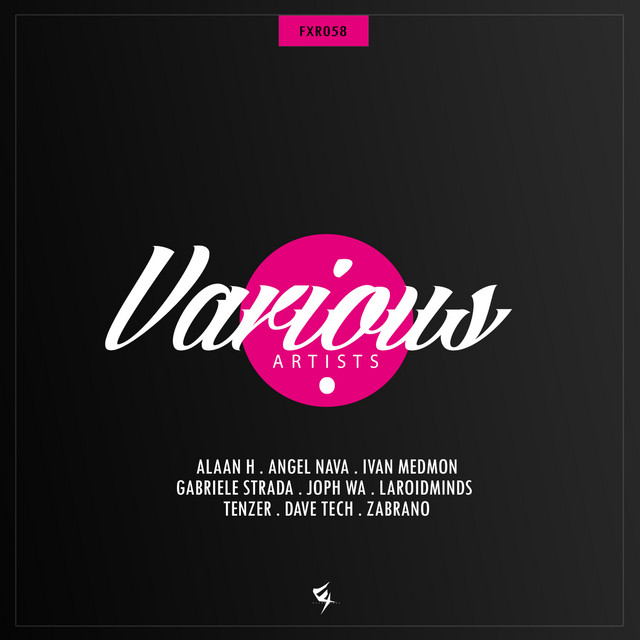 FXR058
Various
ARTISTS
ALAAN H . ANGEL NAVA . IVAN MEDMON
GABRIELE STRADA . JOPH WA . LAROIDMINDS
TENZER . DAVE TECH . ZABRANO